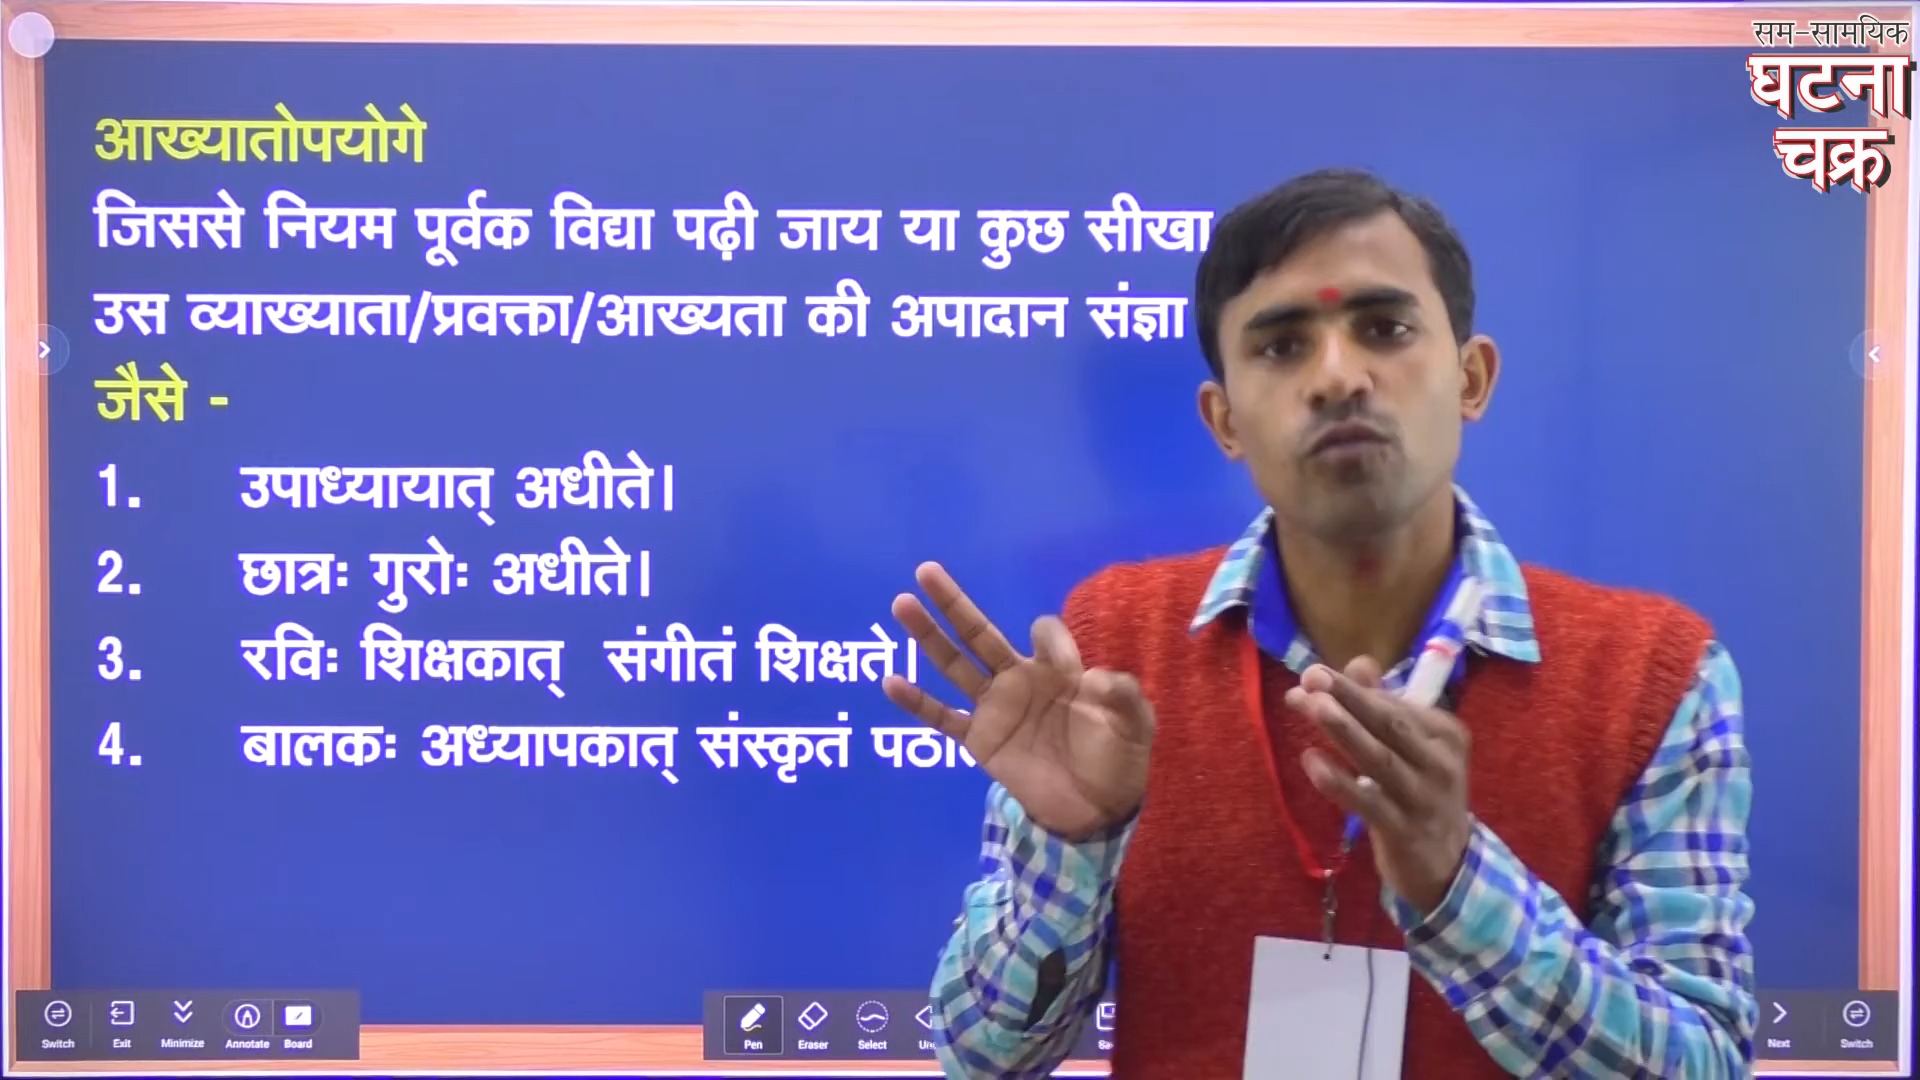 सम-सामयिक
घटना
चक्र
आख्यातोपयोगे
जिससे नियम पूर्वक विद्या पढ़ी जाय या कुछ सीखा
उस व्याख्याता/प्रवक्ता/आख्यता की अपादान संज्ञा
जैसे -
1. उपाध्यायात् अधीते।
2. छात्रः गुरोः अधीते।
3. रविः शिक्षकात् संगीतं शिक्षते।
4. बालकः अध्यापकात् संस्कृतं
Switch Exit Minimize Annotate Board Pen Eraser Select Next Switch